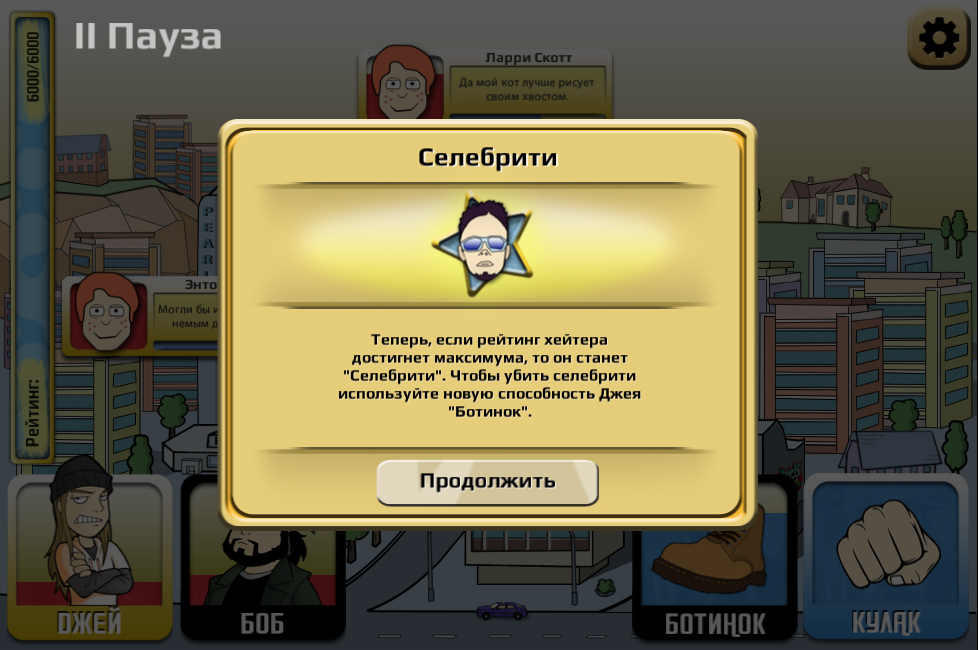 II Пауза
6000/6000
Ларри Скотт
Да мой кот лучше рисует
своим хвостом.
Селебрити
PEARL
Энто
Могли бы и
немым д
Теперь, если рейтинг хейтера
достигнет максимума, то он станет
"Селебрити". Чтобы убить селебрити
используйте новую способность Джея
"Ботинок".
Рейтинг:
Продолжить
ДЖЕЙ
БОБ
БОТИНОК
КУЛАК